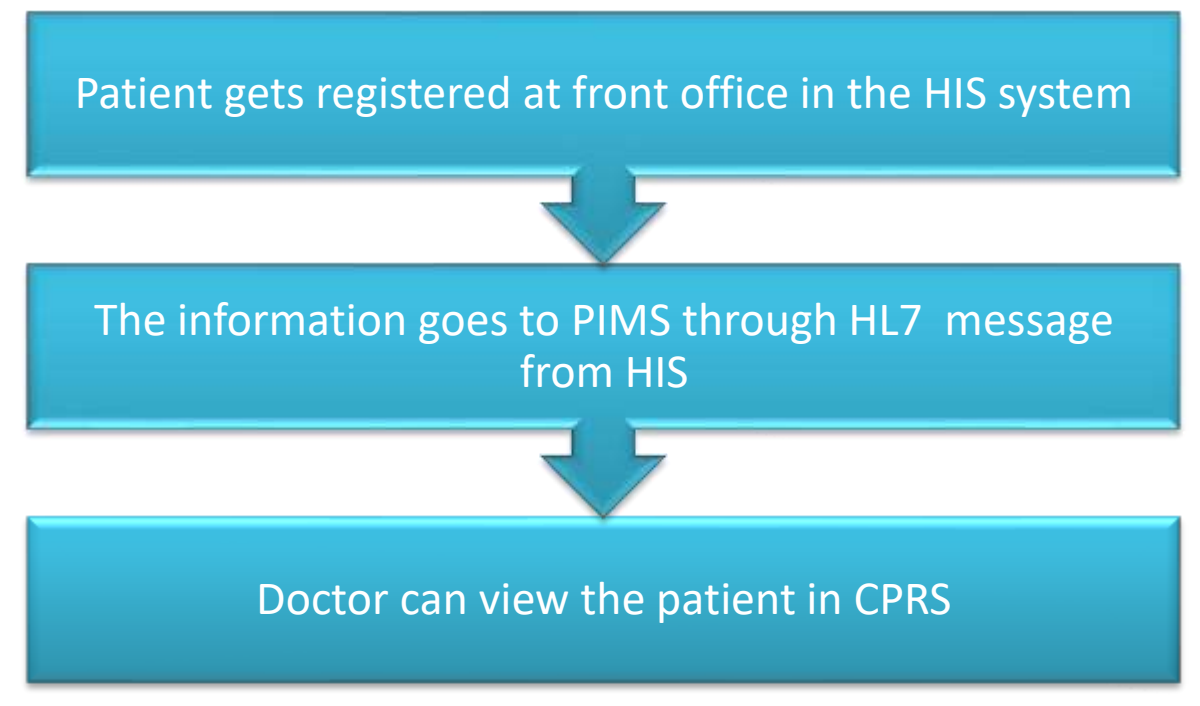 Patient gets registered at front office in the HIS system
The information goes to PIMS through HL7  message
from HIS
Doctor can view the patient in CPRS